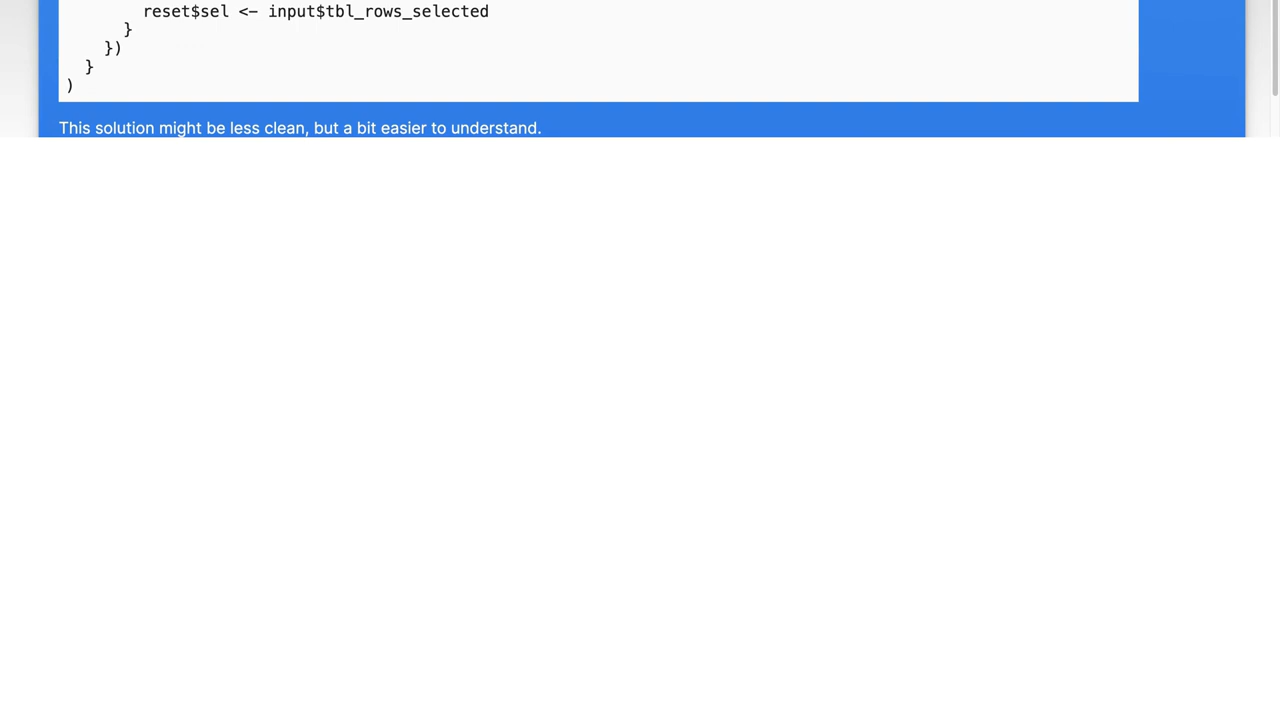 reset$sel <- input$tbl_rows_selected
}
})
}
)
This solution might be less clean, but a bit easier to understand.